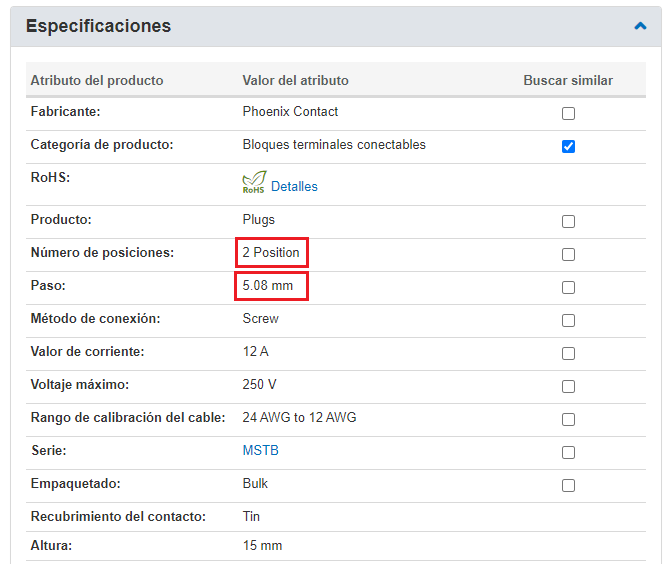 Especificaciones
Atributo del producto Valor del atributo Buscar similar
Fabricante: Phoenix Contact
Categoría de producto: Bloques terminales conectables
RoHS: RoHS Detalles
Producto: Plugs
Número de posiciones: 2 Position
Paso: 5.08 mm
Método de conexión: Screw
Valor de corriente: 12 A
Voltaje máximo: 250 V
Rango de calibración del cable: 24 AWG to 12 AWG
Serie: MSTB
Empaquetado: Bulk
Recubrimiento del contacto: Tin
Altura: 15 mm